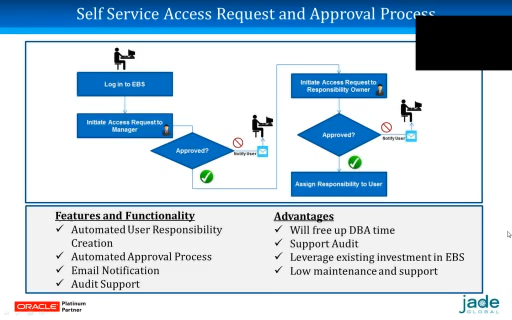 Self Service Access Request and Approval Process
Log in to EBS
Initiate Access Request to
Manager
Approved?
Notify User
Initiate Access Request to
Responsibility Owner
Approved?
Notify User
Assign Responsibility to User
Features and Functionality
✓ Automated User Responsibility
Creation
✓ Automated Approval Process
✓ Email Notification
✓ Audit Support
Advantages
✓ Will free up DBA time
✓ Support Audit
✓ Leverage existing investment in EBS
✓ Low maintenance and support
ORACLE Platinum
Partner
jade
GLOBAL